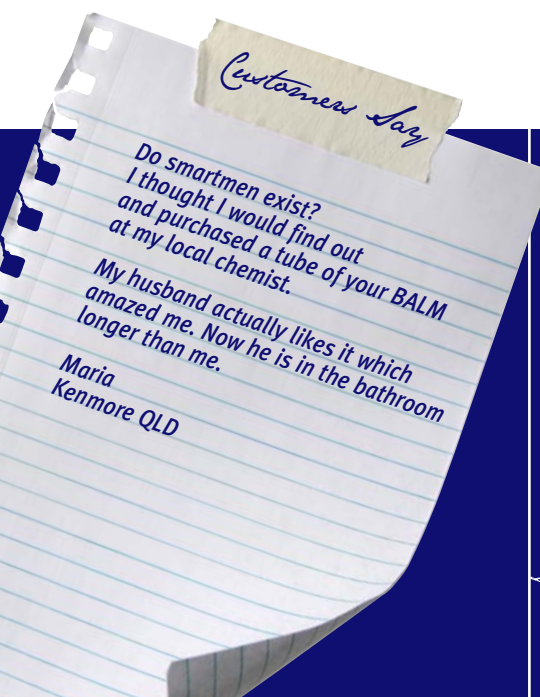 Customers Say
Do smartmen exist?
I thought I would find out
and purchased a tube of your BALM
at my local chemist.
My husband actually likes it which
amazed me. Now he is in the bathroom
longer than me.
Maria
Kenmore QLD